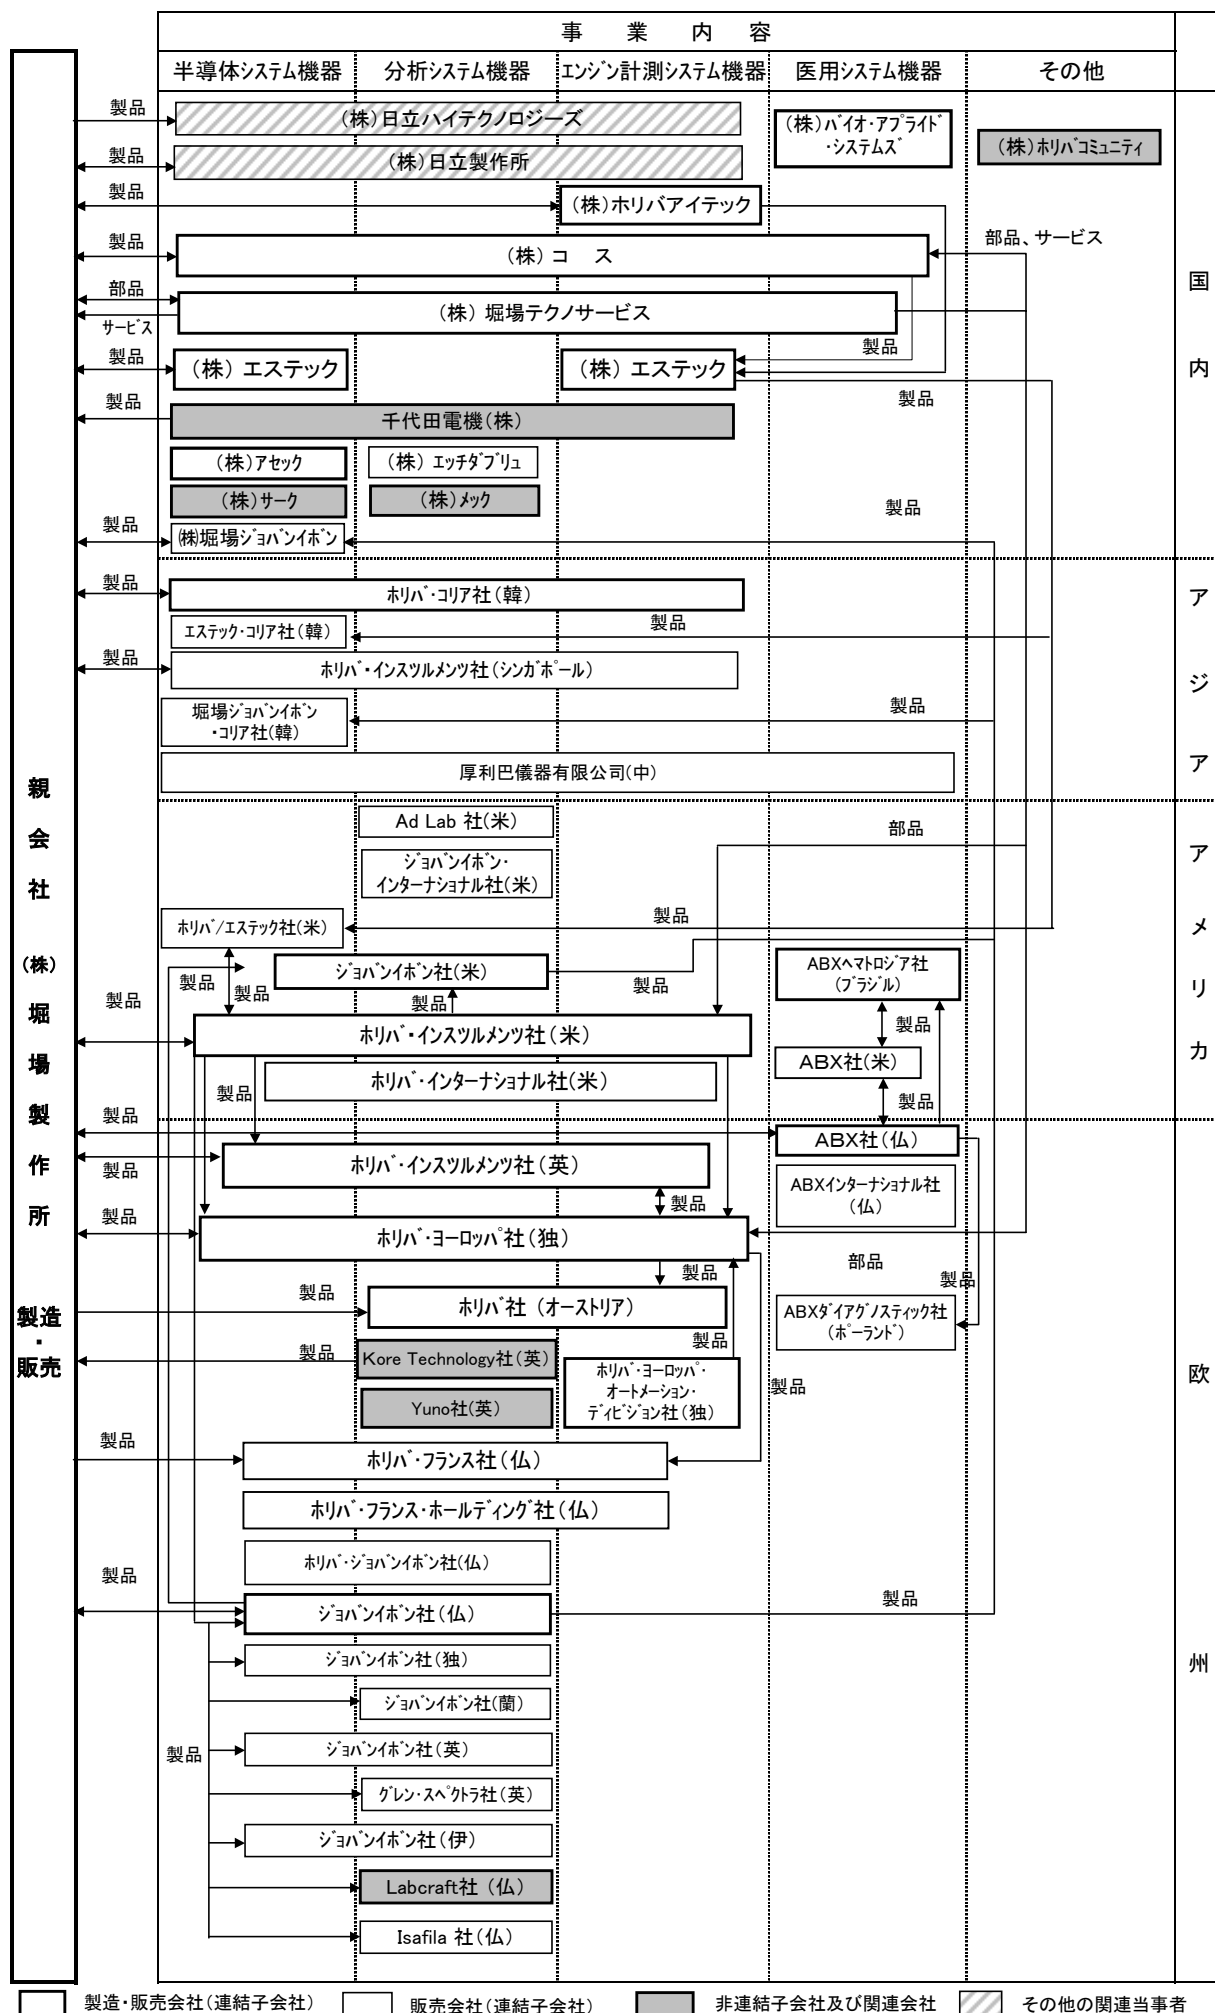 事　業　内　容
半導体システム機器
分析システム機器
エンジン計測システム機器
医用システム機器
その他
製品
(株)日立ハイテクノロジーズ
(株)バイオ・アプライド
・システムズ
(株)ホリバコミュニティ
製品
(株)日立製作所
製品
(株)ホリバアイテック
製品
(株)コ　ス
部品、サービス
部品
(株)堀場テクノサービス
サービス
製品
製品
(株)エステック
(株)エステック
製品
製品
千代田電機(株)
(株)アセック
(株)エッチダブリュ
(株)サーク
(株)メック
製品
製品
㈱堀場ジョバンイボン
国
内
製品
ホリバ・コリア社(韓)
エステック・コリア社(韓)
製品
製品
ホリバ・インスツルメンツ社(シンガポール)
堀場ジョバンイボン
・コリア社(韓)
製品
厚利巴儀器有限公司(中)
ア
ジ
ア
Ad Lab 社(米)
部品
ジョバンイボン・
インターナショナル社(米)
ホリバ/エステック社(米)
製品
製品
製品
ジョバンイボン社(米)
製品
ABXヘマトロジア社
(ブラジル)
製品
製品
ホリバ・インスツルメンツ社(米)
製品
ABX社(米)
ホリバ・インターナショナル社(米)
製品
製品
ア
メ
リ
カ
製品
ABX社(仏)
製品
ホリバ・インスツルメンツ社(英)
ABXインターナショナル社
(仏)
製品
製品
ホリバ・ヨーロッパ社(独)
部品
製品
製品
製品
ホリバ社 (オーストリア)
ABXダイアグノスティック社
(ポーランド)
製品
製品
Kore Technology社(英)
ホリバ・ヨーロッパ・
オートメーション・
ディビジョン社(独)
製品
Yuno社(英)
製品
ホリバ・フランス社(仏)
ホリバ・フランス・ホールディング社(仏)
ホリバ・ジョバンイボン社(仏)
製品
ジョバンイボン社(仏)
製品
ジョバンイボン社(独)
ジョバンイボン社(蘭)
製品
ジョバンイボン社(英)
グレン・スペクトラ社(英)
ジョバンイボン社(伊)
Labcraft社 (仏)
Isafila 社(仏)
欧
州
親
会
社
(株)
堀
場
製
作
所
製造
・
販売
製造・販売会社(連結子会社)
販売会社(連結子会社)
非連結子会社及び関連会社
その他の関連当事者